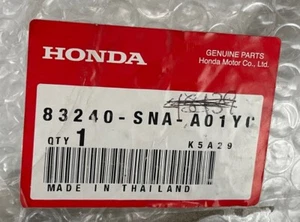 HONDA
GENUINE PARTS
Honda Motor Co., Ltd.
83240-SNA-A01YC
QTY 1
K5A29
MADE IN THAILAND